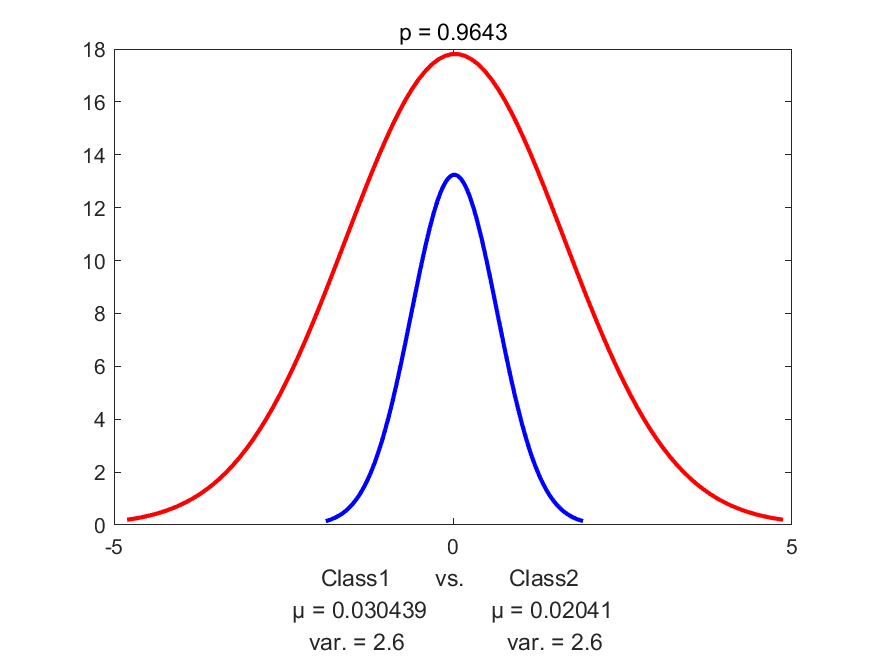 p = 0.9643
18
16
14
12
10
8
6
4
2
0
-5 0 5
Class1 vs. Class2
μ = 0.030439 μ = 0.02041
var. = 2.6 var. = 2.6